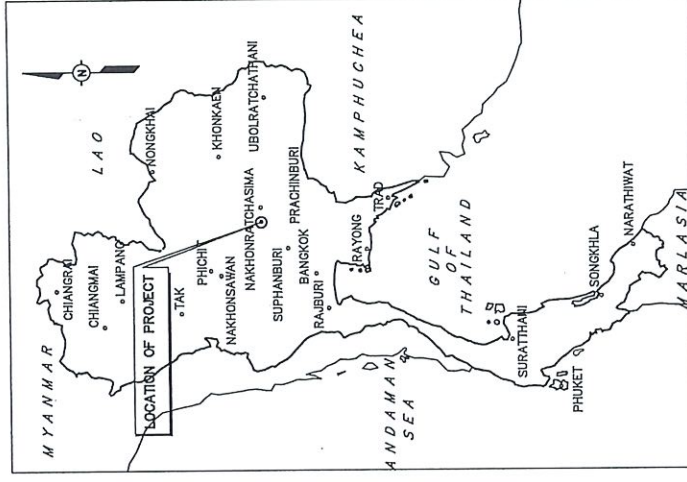 MYANMAR
LAO
N
CHIANGRAI
CHIANGMAI
LAMPANG
NONGKHAI
LOCATION OF PROJECT
TAK
PHICHIT
KHONKAEN
NAKHONSAWAN
NAKHONRATCHASIMA
UBOLRATCHATHANI
SUPHANBURI
PRACHINBURI
BANGKOK
RAJBURI
RAYONG
TRAD
KAMPHUCHEA
ANDAMAN
SEA
GULF
OF
THAILAND
SURATTHANI
PHUKET
SONGKHLA
NARATHIWAT
MARLASIA